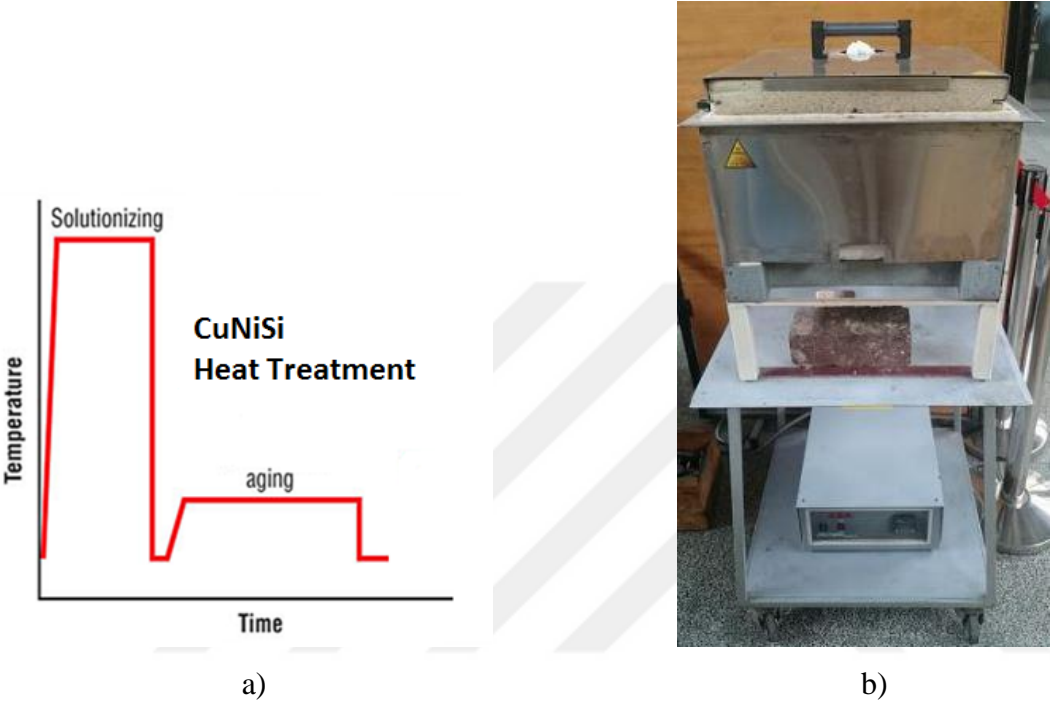 Solutionizing
CuNiSi
Heat Treatment
aging
Temperature
Time
a)
b)